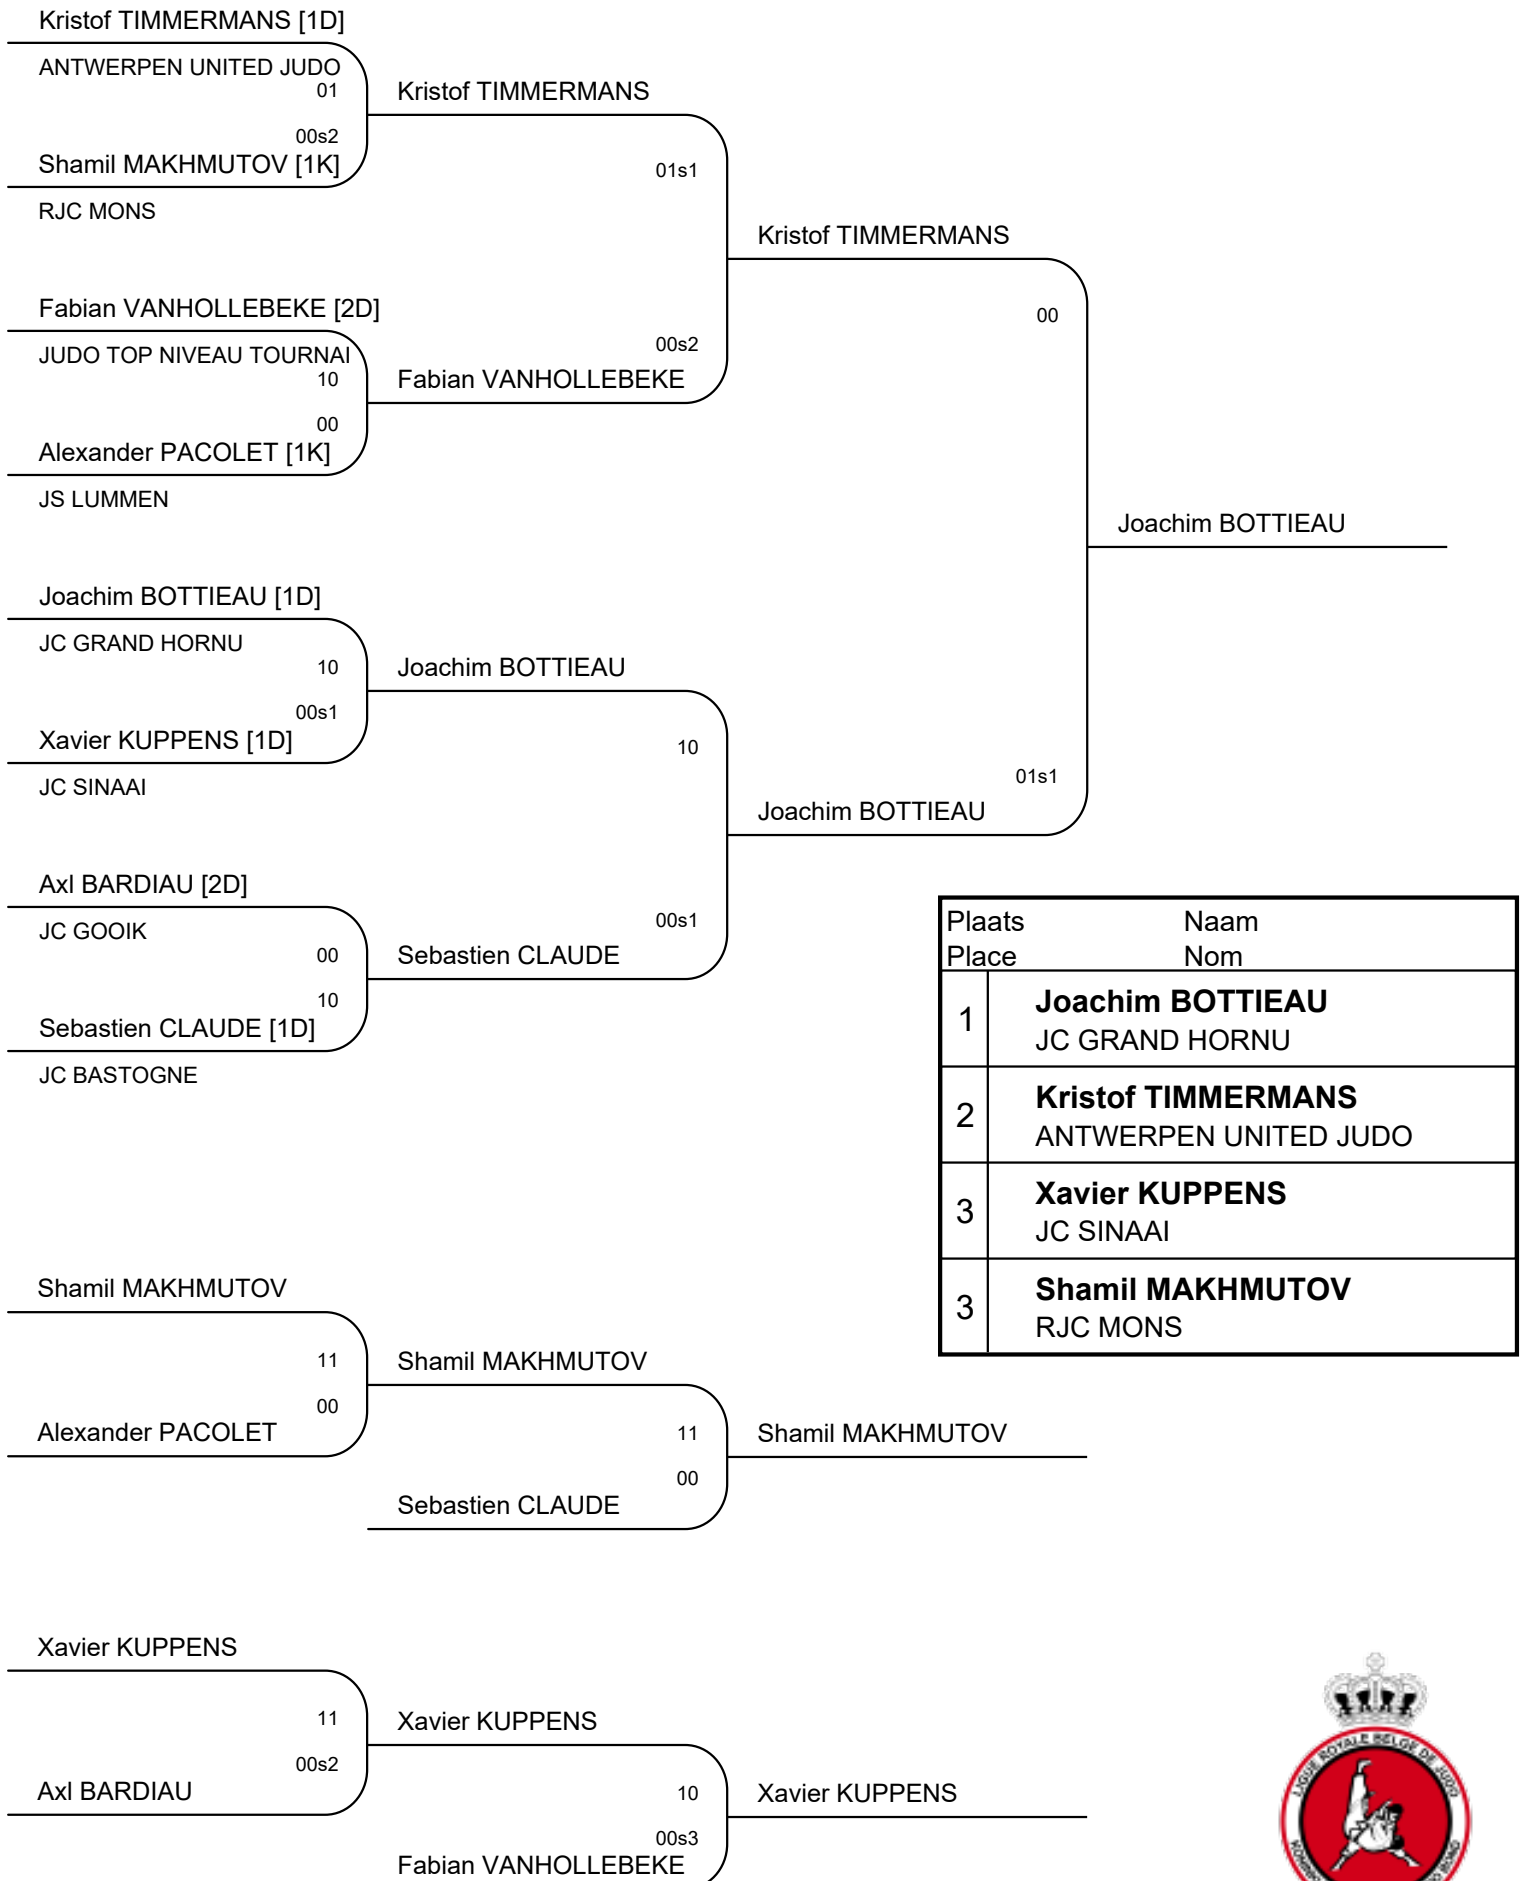 Kristof TIMMERMANS [1D]
ANTWERPEN UNITED JUDO
01
Kristof TIMMERMANS
00s2
Shamil MAKHMUTOV [1K]
01s1
RJC MONS
Kristof TIMMERMANS
Fabian VANHOLLEBEKE [2D]
00
JUDO TOP NIVEAU TOURNAI
00s2
10
Fabian VANHOLLEBEKE
00
Alexander PACOLET [1K]
JS LUMMEN
Joachim BOTTIEAU
Joachim BOTTIEAU [1D]
JC GRAND HORNU
10
Joachim BOTTIEAU
00s1
Xavier KUPPENS [1D]
10
JC SINAAI
01s1
Joachim BOTTIEAU
Axl BARDIAU [2D]
JC GOOIK
00s1
00
Sebastien CLAUDE
10
Sebastien CLAUDE [1D]
JC BASTOGNE
Plaats Naam
Place Nom
1 Joachim BOTTIEAU
JC GRAND HORNU
2 Kristof TIMMERMANS
ANTWERPEN UNITED JUDO
3 Xavier KUPPENS
JC SINAAI
3 Shamil MAKHMUTOV
RJC MONS
Shamil MAKHMUTOV
11
Shamil MAKHMUTOV
00
Alexander PACOLET
11
Shamil MAKHMUTOV
00
Sebastien CLAUDE
Xavier KUPPENS
11
Xavier KUPPENS
00s2
Axl BARDIAU
10
Xavier KUPPENS
00s3
Fabian VANHOLLEBEKE
LIGUE ROYALE BELGE DE JUDO